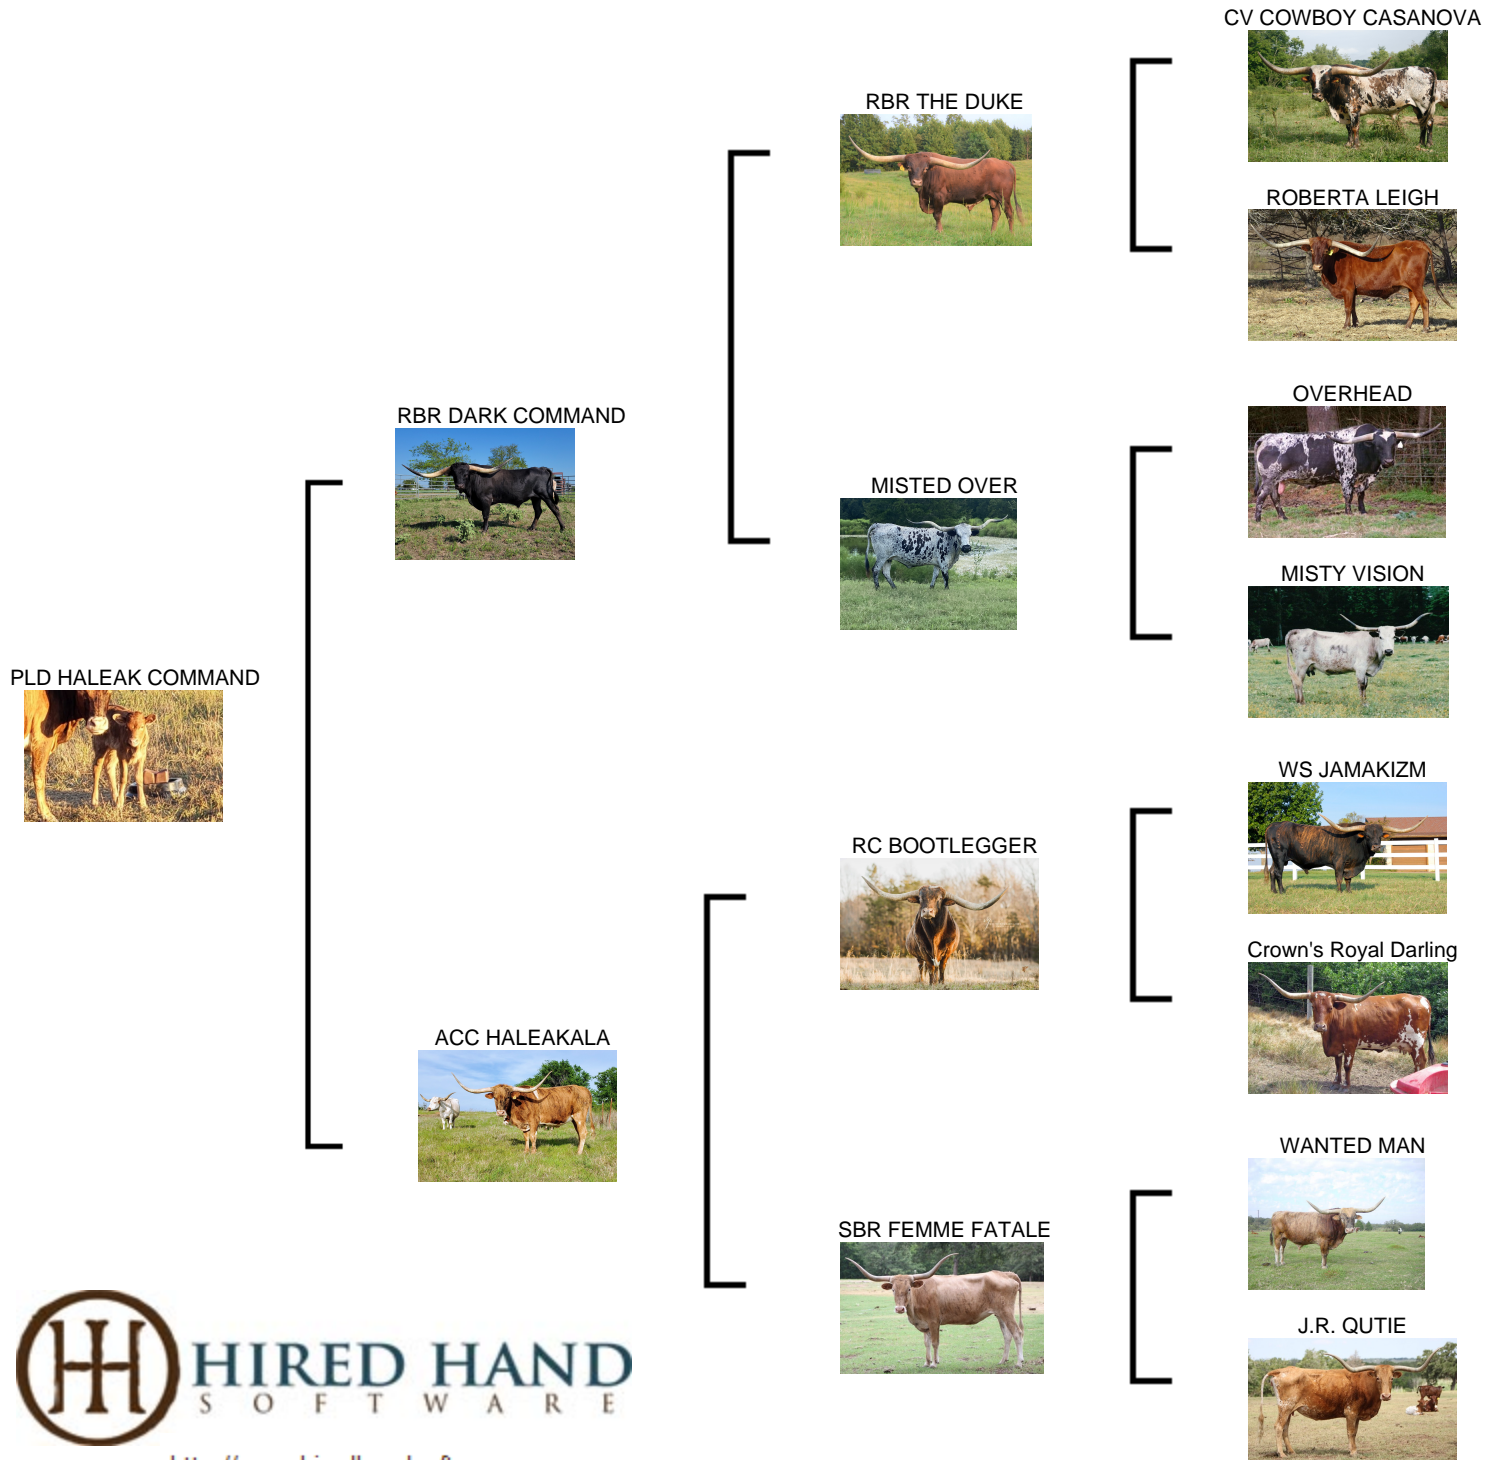 CV COWBOY CASANOVA
RBR THE DUKE
ROBERTA LEIGH
OVERHEAD
RBR DARK COMMAND
MISTED OVER
MISTY VISION
PLD HALEAK COMMAND
WS JAMAKIZM
RC BOOTLEGGER
Crown's Royal Darling
ACC HALEAKALA
WANTED MAN
SBR FEMME FATALE
J.R. QUTIE
HIRED HAND
SOFTWARE